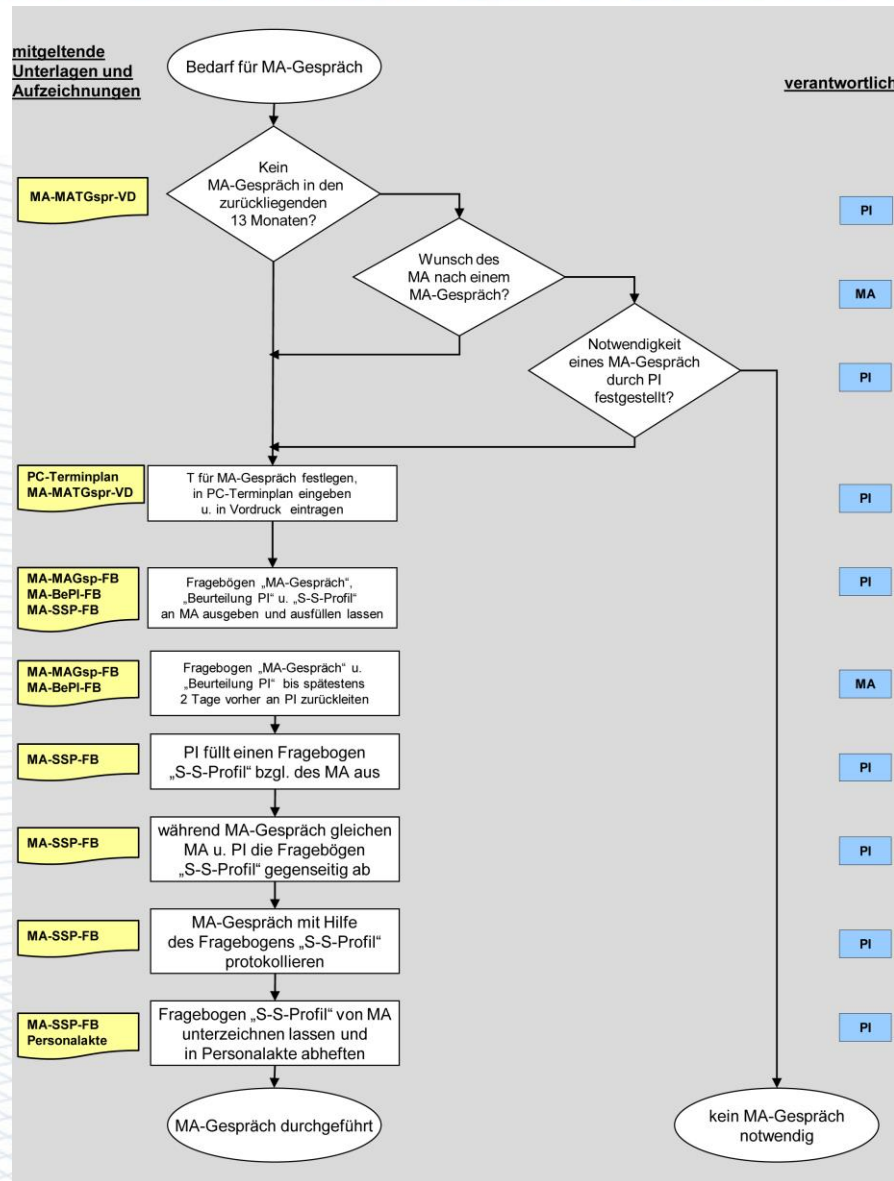 mitgeltende
Unterlagen und
Aufzeichnungen
Bedarf für MA-Gespräch
verantwortlich
Kein
MA-Gespräch in den
zurückliegenden
13 Monaten?
MA-MATGspr-VD
PI
Wunsch des
MA nach einem
MA-Gespräch?
MA
Notwendigkeit
eines MA-Gespräch
durch PI
festgestellt?
PI
PC-Terminplan
MA-MATGspr-VD
T für MA-Gespräch festlegen,
in PC-Terminplan eingeben
u. in Vordruck eintragen
PI
MA-MAGsp-FB
MA-BePI-FB
MA-SSP-FB
Fragebögen „MA-Gespräch“,
„Beurteilung PI“ u. „S-S-Profil“
an MA ausgeben und ausfüllen lassen
PI
MA-MAGsp-FB
MA-BePI-FB
Fragebogen „MA-Gespräch“ u.
„Beurteilung PI“ bis spätestens
2 Tage vorher an PI zurückleiten
MA
MA-SSP-FB
PI füllt einen Fragebogen
„S-S-Profil“ bzgl. des MA aus
PI
MA-SSP-FB
während MA-Gespräch gleichen
MA u. PI die Fragebögen
„S-S-Profil“ gegenseitig ab
PI
MA-SSP-FB
MA-Gespräch mit Hilfe
des Fragebogens „S-S-Profil“
protokollieren
PI
MA-SSP-FB
Personalakte
Fragebogen „S-S-Profil“ von MA
unterzeichnen lassen und
in Personalakte abheften
PI
MA-Gespräch durchgeführt
kein MA-Gespräch
notwendig